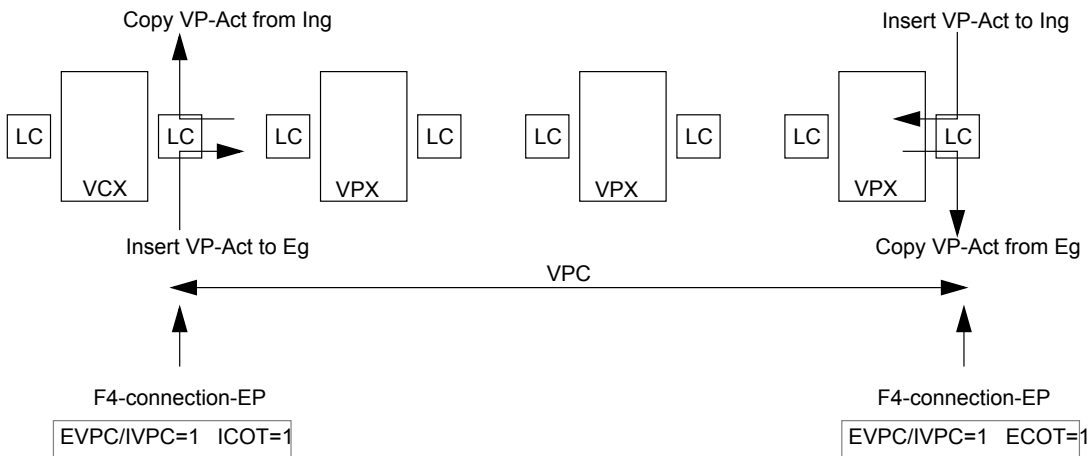 Copy VP-Act from Ing
Insert VP-Act to Ing
LC
VCX
LC
LC
VPX
LC
LC
VPX
LC
LC
VPX
LC
Insert VP-Act to Eg
Copy VP-Act from Eg
VPC
F4-connection-EP
F4-connection-EP
EVPC/IVPC=1 ICOT=1
EVPC/IVPC=1 ECOT=1